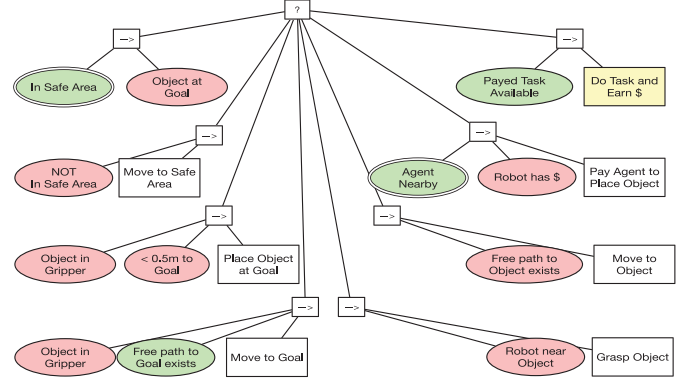 ?
—>
—>
In Safe Area
Object at
Goal
Payed Task
Available
Do Task and
Earn $
—>
—>
NOT
In Safe Area
Move to Safe
Area
Agent
Nearby
Robot has $
Pay Agent to
Place Object
—>
—>
Object in
Gripper
< 0.5m to
Goal
Place Object
at Goal
Free path to
Object exists
Move to
Object
—>
—>
Object in
Gripper
Free path to
Goal exists
Move to Goal
Robot near
Object
Grasp Object